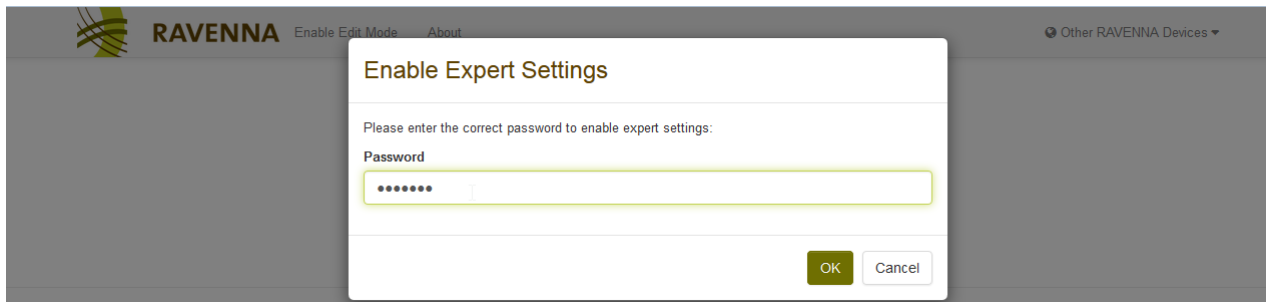 RAVENNA Enable Edit Mode About Other RAVENNA Devices
Enable Expert Settings
Please enter the correct password to enable expert settings:
Password
•••••••
OK Cancel